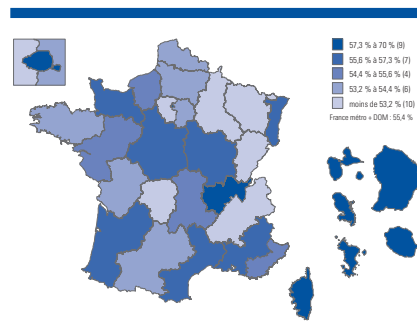 57,3 % à 70 % (9)
55,6 % à 57,3 % (7)
54,4 % à 55,6 % (4)
53,2 % à 54,4 % (6)
moins de 53,2 % (10)
France métro + DOM : 55,4 %